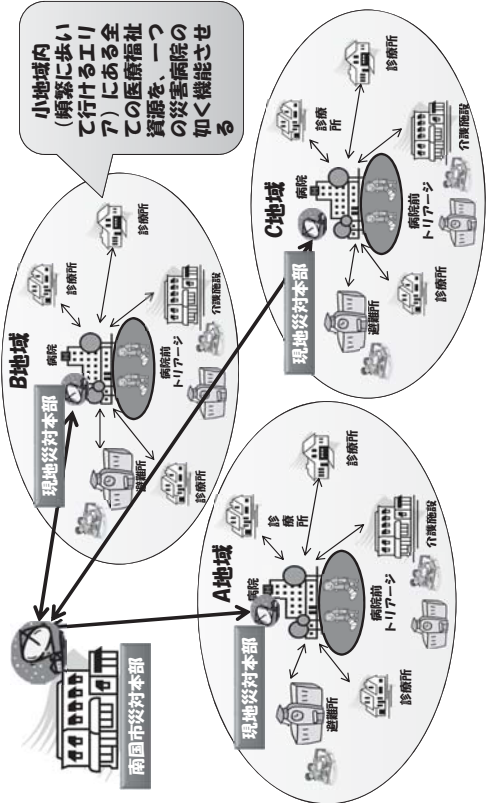 小地域内
（頻繁に歩い
て行けるエリ
ア）にある全
ての医療福祉
資源を、一つ
の災害病院の
如く機能させ
る
南国市災対本部
B地域
現地災対本部
病院
診療所
診療所
介護施設
病院前
トリアージ
避難所
診療所
A地域
現地災対本部
病院
診療
所
診療所
介護施設
病院前
トリアージ
避難所
診療所
C地域
現地災対本部
病院
診療
所
診療所
介護施設
病院前
トリアージ
避難所
診療所